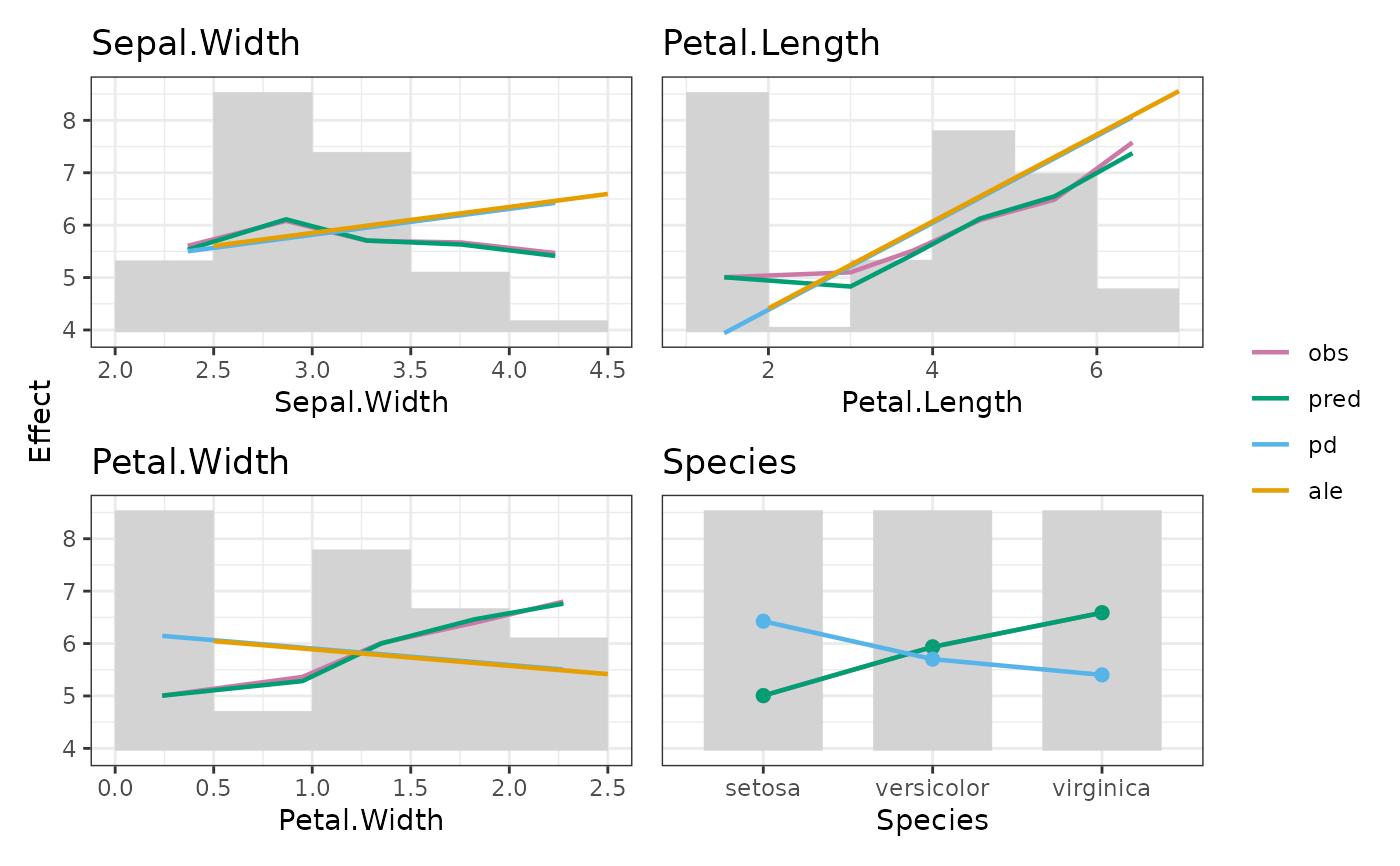 Sepal.Width
Petal.Length
8
7
6
5
4
2.0 2.5 3.0 3.5 4.0 4.5
2 4 6
Sepal.Width
Petal.Length
Effect
obs
pred
pd
ale
Petal.Width
Species
8
7
6
5
4
0.0 0.5 1.0 1.5 2.0 2.5
setosa versicolor virginica
Petal.Width
Species